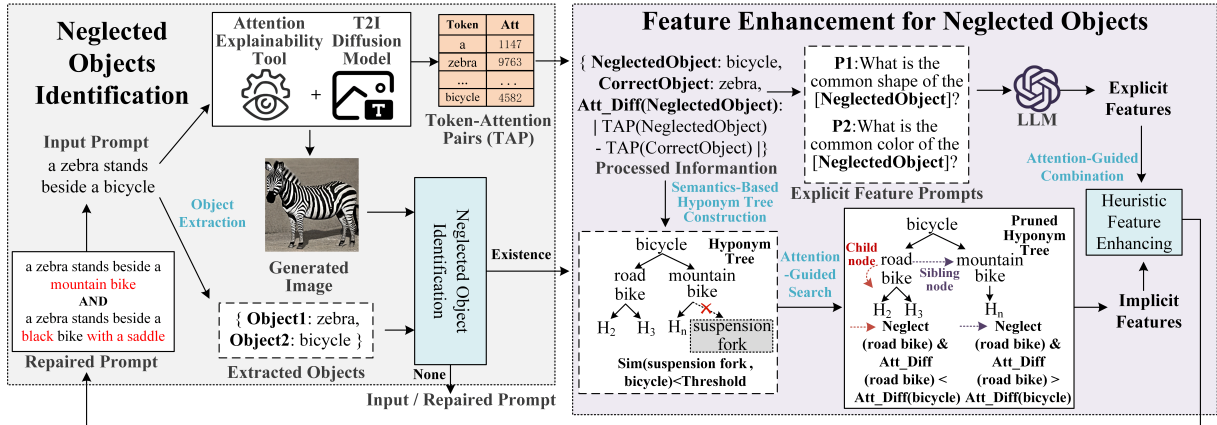 Neglected
Objects
Identification
Attention
Explainability
Tool
T2I
Diffusion
Model
+
T
Token Att
a 1147
zebra 9763
... ...
bicycle 4582
Token-Attention
Pairs (TAP)
Input Prompt
a zebra stands
beside a bicycle
Object
Extraction
Generated
Image
Neglected Object
Identification
Existence
None
a zebra stands beside a
mountain bike
AND
a zebra stands beside a
black bike with a saddle
Repaired Prompt
{ Object1: zebra,
Object2: bicycle }
Extracted Objects
Input / Repaired Prompt
Feature Enhancement for Neglected Objects
{ NeglectedObject: bicycle,
CorrectObject: zebra,
Att_Diff(NeglectedObject):
| TAP(NeglectedObject)
- TAP(CorrectObject) |}
Processed Informantion
P1:What is the
common shape of the
[NeglectedObject]?
P2:What is the
common color of the
[NeglectedObject]?
Explicit Feature Prompts
LLM
Explicit
Features
Attention-Guided
Combination
Heuristic
Feature
Enhancing
Implicit
Features
Semantics-Based
Hyponym Tree
Construction
bicycle
Hyponym
Tree
road
bike
mountain
bike
H2 H3 Hn
suspension
fork
Sim(suspension fork ,
bicycle)<Threshold
Attention
-Guided
Search
Pruned
Hyponym
Tree
bicycle
Child
node
road
bike
Sibling
node
mountain
bike
H2 H3 Hn
Neglect
(road bike) &
Att_Diff
(road bike) <
Att_Diff(bicycle)
Neglect
(road bike) &
Att_Diff
(road bike) >
Att_Diff(bicycle)